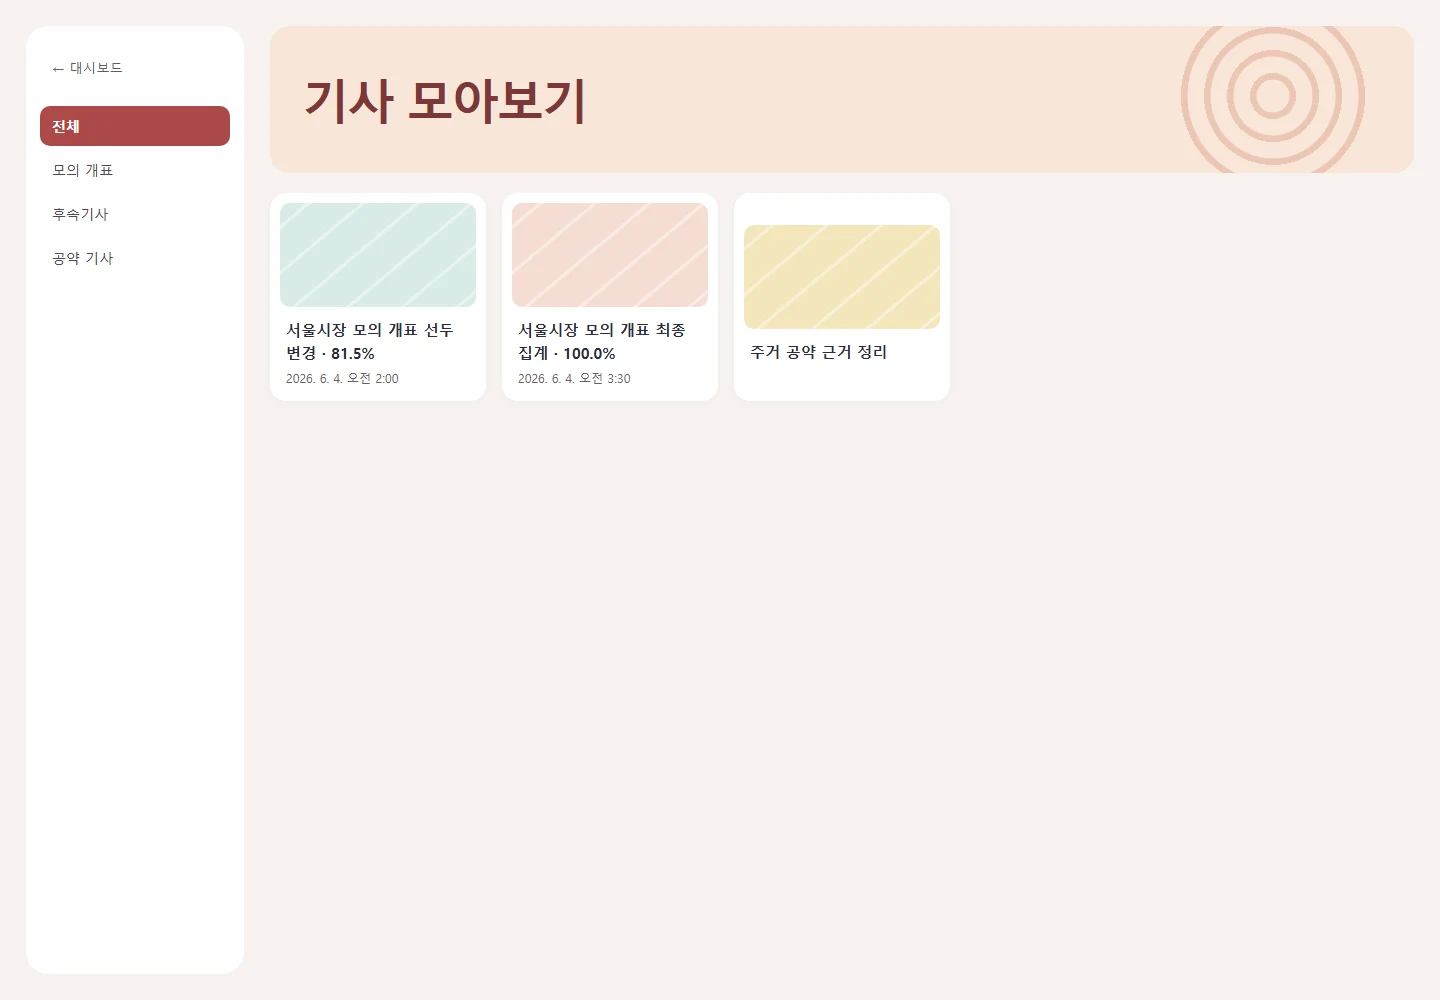 ← 대시보드
전체
모의 개표
후속기사
공약 기사
기사 모아보기
서울시장 모의 개표 선두
변경 · 81.5%
2026. 6. 4. 오전 2:00
서울시장 모의 개표 최종
집계 · 100.0%
2026. 6. 4. 오전 3:30
주거 공약 근거 정리